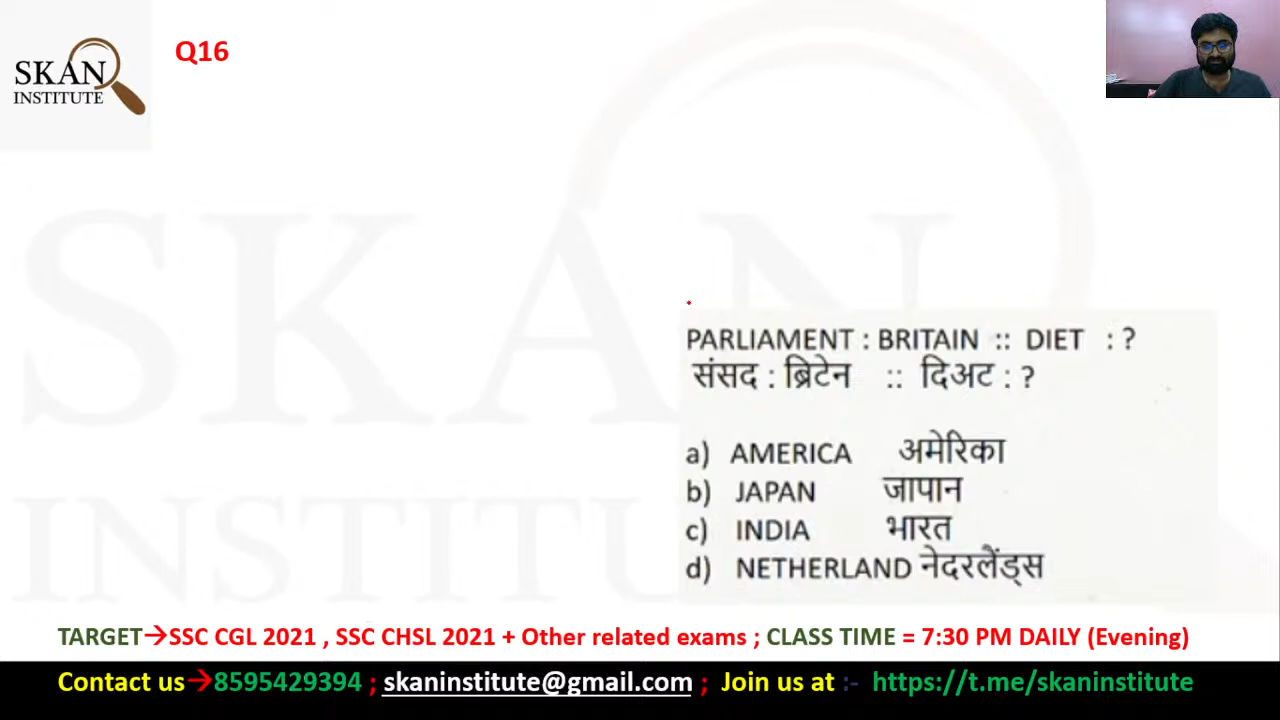 SKAN
INSTITUTE
Q16
SKAN
INSTITU
PARLIAMENT : BRITAIN :: DIET : ?
संसद : ब्रिटेन :: दिअट : ?
a) AMERICA अमेरिका
b) JAPAN जापान
c) INDIA भारत
d) NETHERLAND नेदरलैंड्स
TARGET→SSC CGL 2021 , SSC CHSL 2021 + Other related exams ; CLASS TIME = 7:30 PM DAILY (Evening)
Contact us→8595429394 ; skaninstitute@gmail.com ; Join us at :- https://t.me/skaninstitute